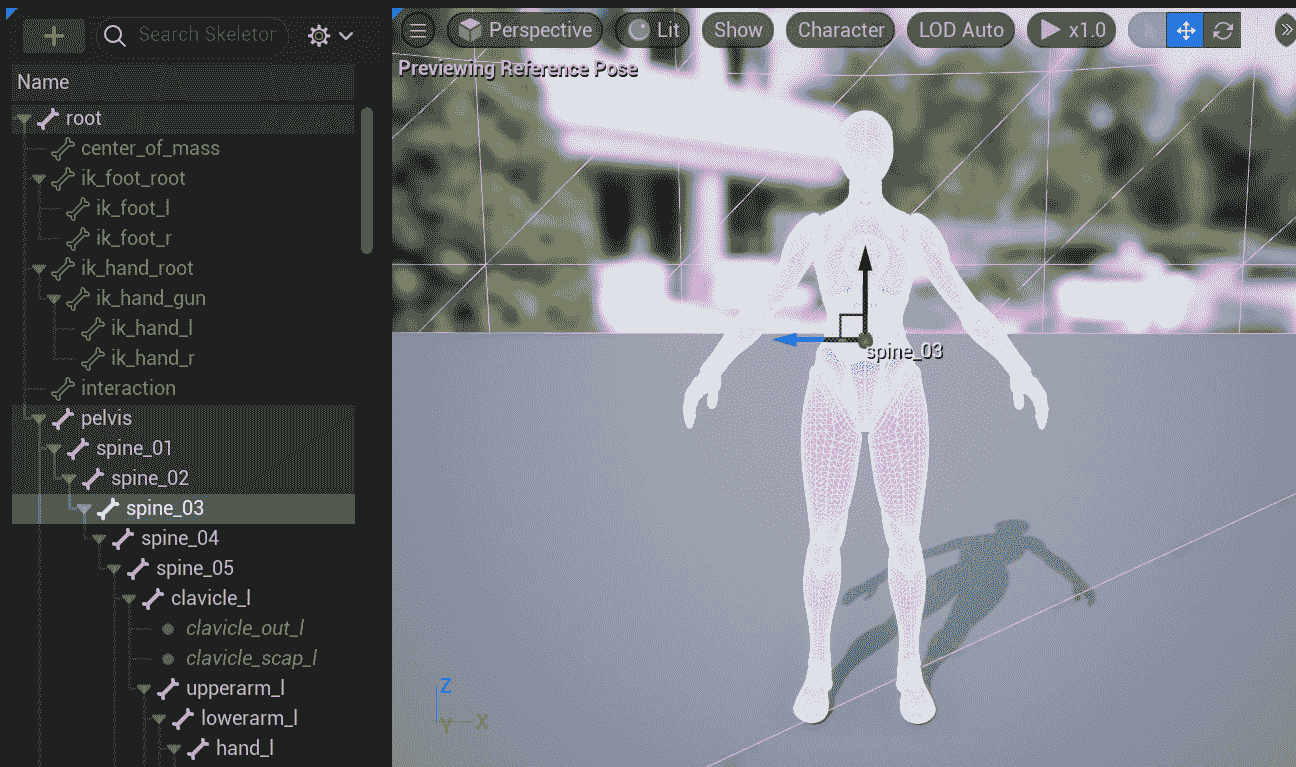 Search Skeletor
Perspective
Lit
Show
Character
LOD Auto
x1.0
Name
Previewing Reference Pose
root
center_of_mass
ik_foot_root
ik_foot_l
ik_foot_r
ik_hand_root
ik_hand_gun
ik_hand_l
ik_hand_r
interaction
pelvis
spine_01
spine_02
spine_03
spine_04
spine_05
clavicle_l
clavicle_out_l
clavicle_scap_l
upperarm_l
lowerarm_l
hand_l
spine_03
Z
Y X